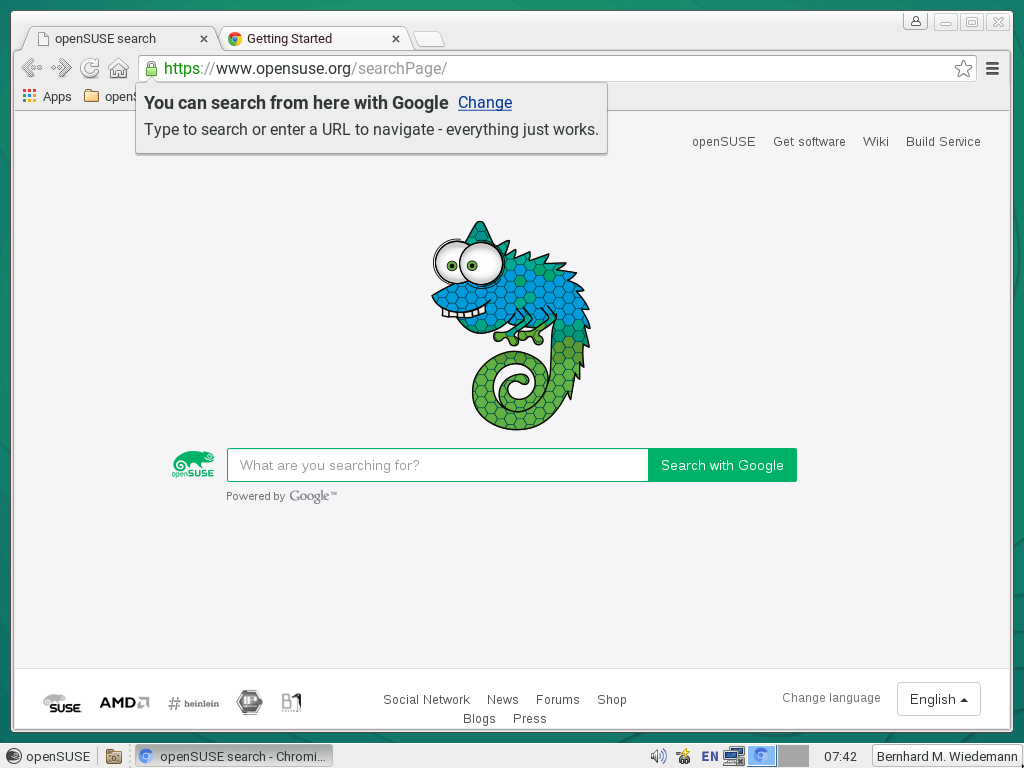 openSUSE search
Getting Started
https://www.opensuse.org/searchPage/
Apps
openS
You can search from here with Google Change
Type to search or enter a URL to navigate - everything just works.
openSUSE Get software Wiki Build Service
openSUSE
What are you searching for?
Search with Google
Powered by Google™
SUSE
AMD
# heinlein
IP
B1
SYSTEMS
Social Network News Forums Shop
Blogs Press
Change language
English
openSUSE
openSUSE search - Chromi...
EN
07:42
Bernhard M. Wiedemann